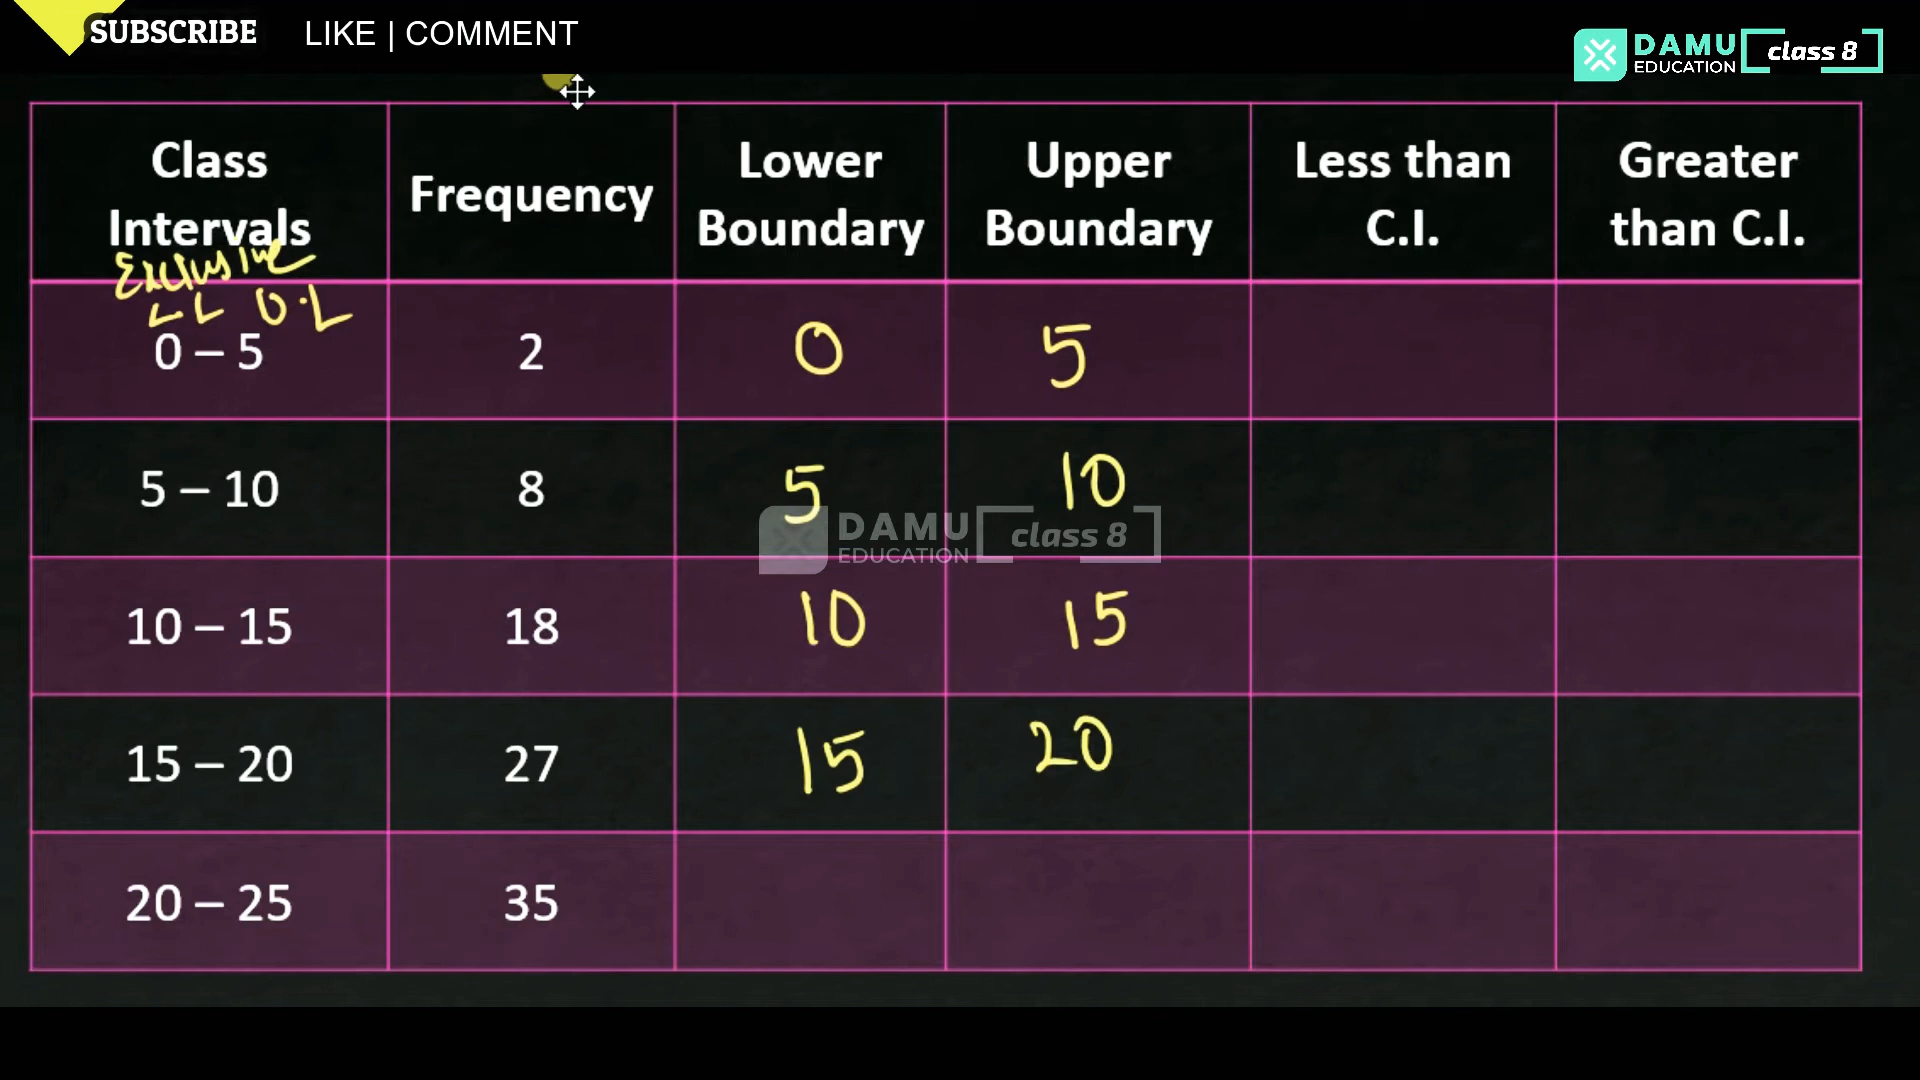 SUBSCRIBE LIKE | COMMENT
DAMU EDUCATION class 8
Class Intervals Frequency Lower Boundary Upper Boundary Less than C.I. Greater than C.I.
Exclusive
L L U.L
0 – 5 2 0 5
5 – 10 8 5 10
DAMU EDUCATION class 8
10 – 15 18 10 15
15 – 20 27 15 20
20 – 25 35